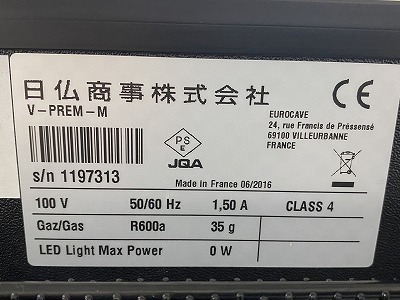 日仏商事株式会社
V-PREM-M
CE
EUROCAVE
24, rue Francis de Préssensé
69100 VILLEURBANNE
FRANCE
PS
E
JQA
s/n 1197313
Made in France 06/2016
100 V 50/60 Hz 1,50 A CLASS 4
Gaz/Gas R600a 35 g
LED Light Max Power 0 W